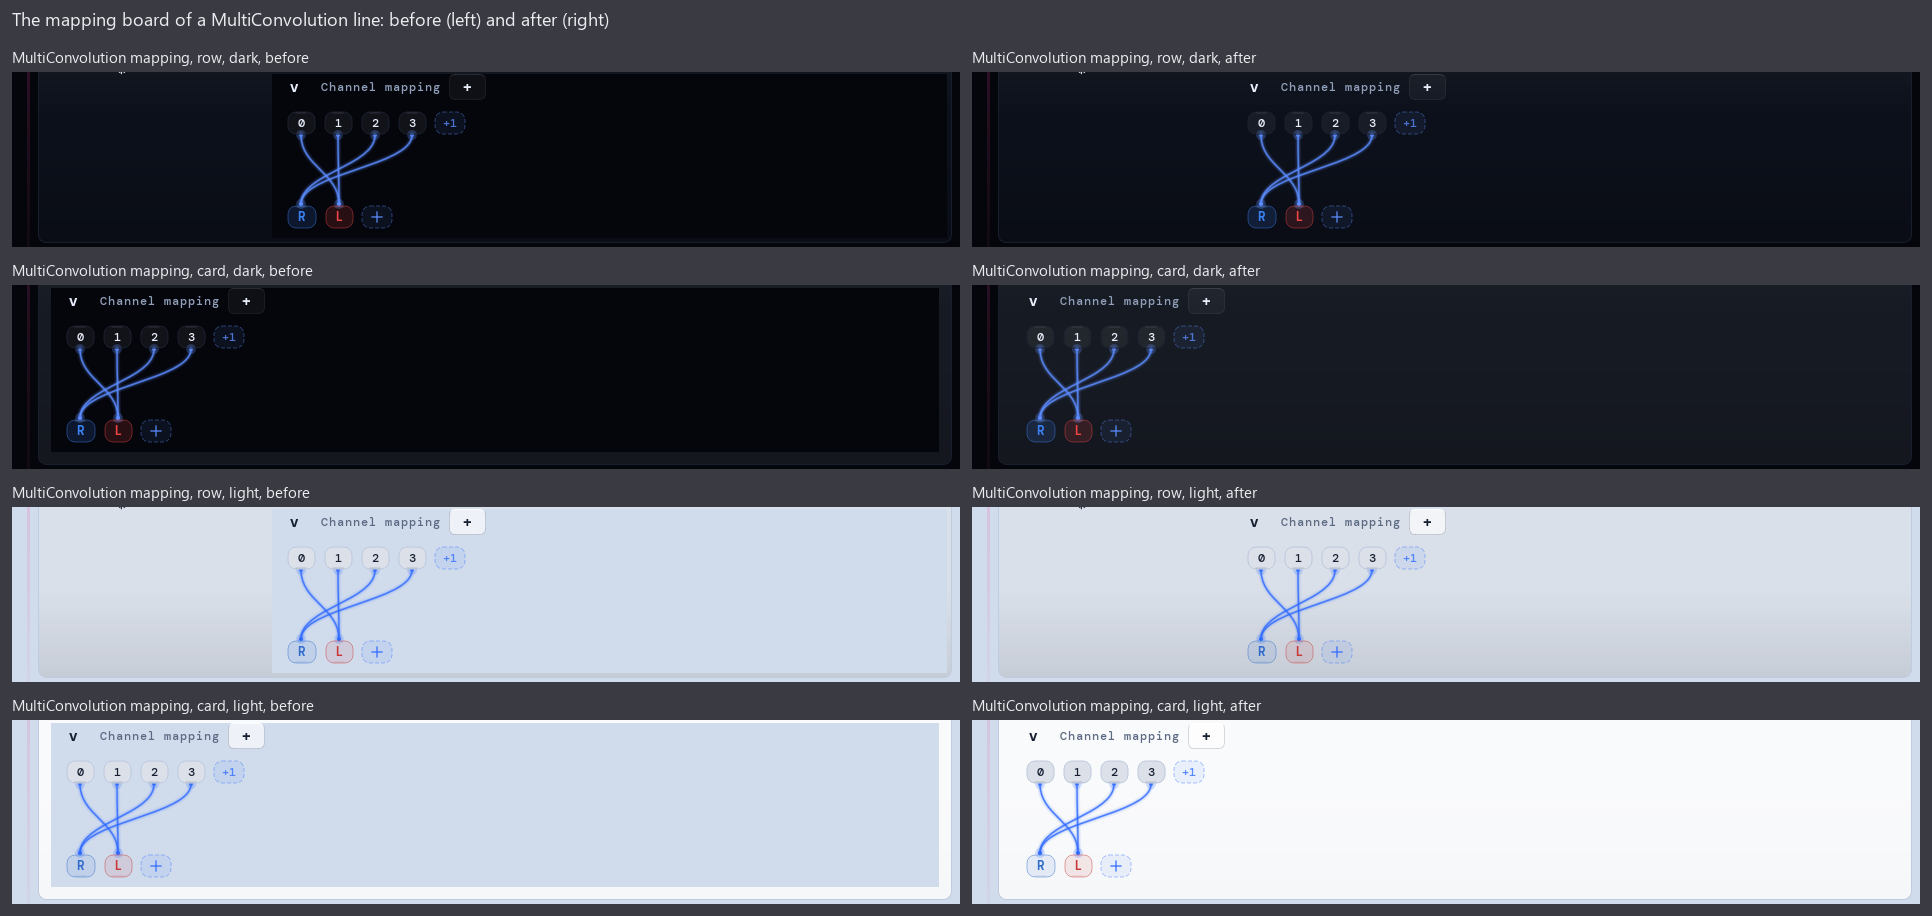 The mapping board of a MultiConvolution line: before (left) and after (right)
MultiConvolution mapping, row, dark, before
v Channel mapping +
0 1 2 3 +1
R L +
MultiConvolution mapping, row, dark, after
v Channel mapping +
0 1 2 3 +1
R L +
MultiConvolution mapping, card, dark, before
v Channel mapping +
0 1 2 3 +1
R L +
MultiConvolution mapping, card, dark, after
v Channel mapping +
0 1 2 3 +1
R L +
MultiConvolution mapping, row, light, before
v Channel mapping +
0 1 2 3 +1
R L +
MultiConvolution mapping, row, light, after
v Channel mapping +
0 1 2 3 +1
R L +
MultiConvolution mapping, card, light, before
v Channel mapping +
0 1 2 3 +1
R L +
MultiConvolution mapping, card, light, after
v Channel mapping +
0 1 2 3 +1
R L +